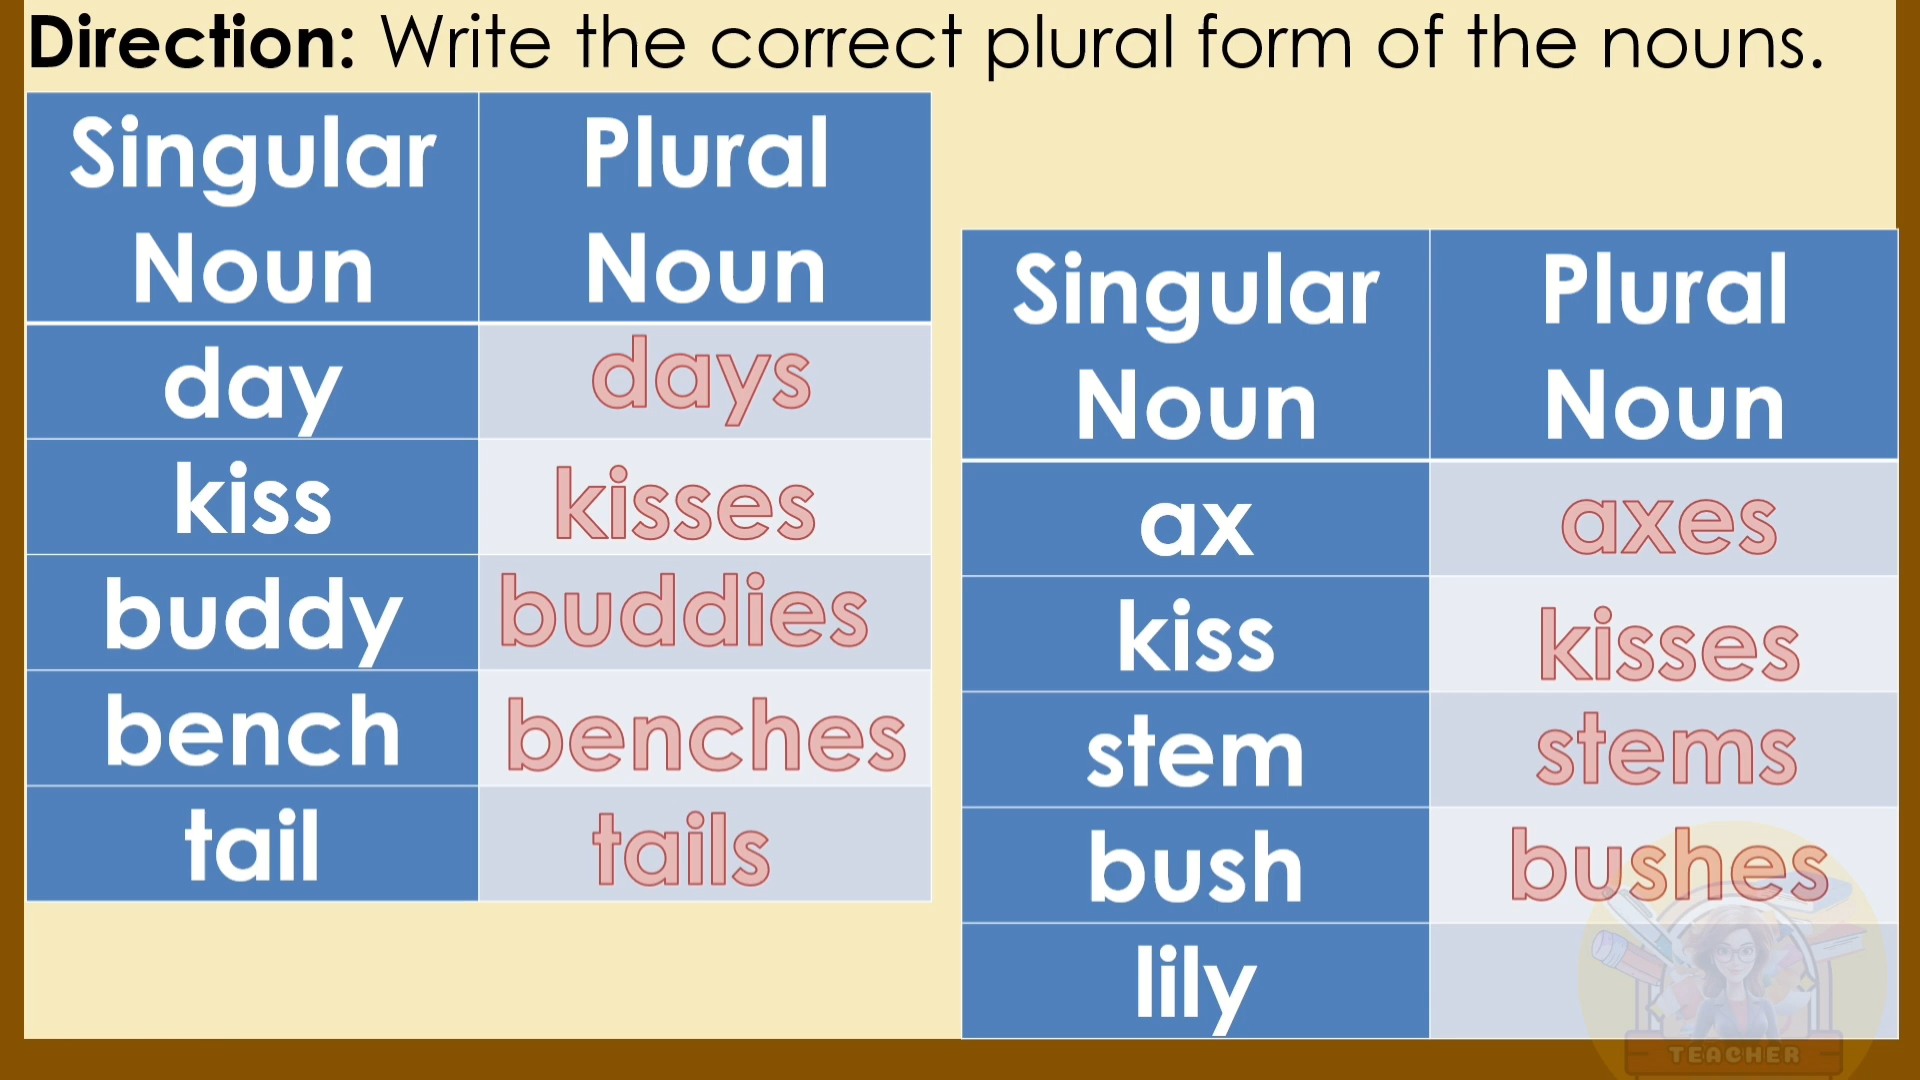 Direction: Write the correct plural form of the nouns.
Singular Noun Plural Noun
day days
kiss kisses
buddy buddies
bench benches
tail tails
Singular Noun Plural Noun
ax axes
kiss kisses
stem stems
bush bushes
lily
TEACHER